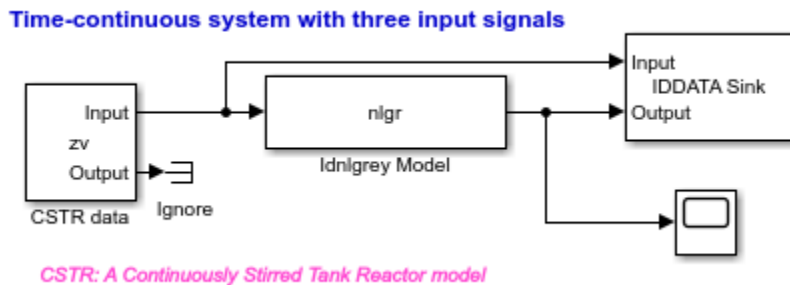 Time-continuous system with three input signals
Input
IDDATA Sink
Output
Input
zv
Output
CSTR data
Ignore
nlgr
Idnlgrey Model
CSTR: A Continuously Stirred Tank Reactor model